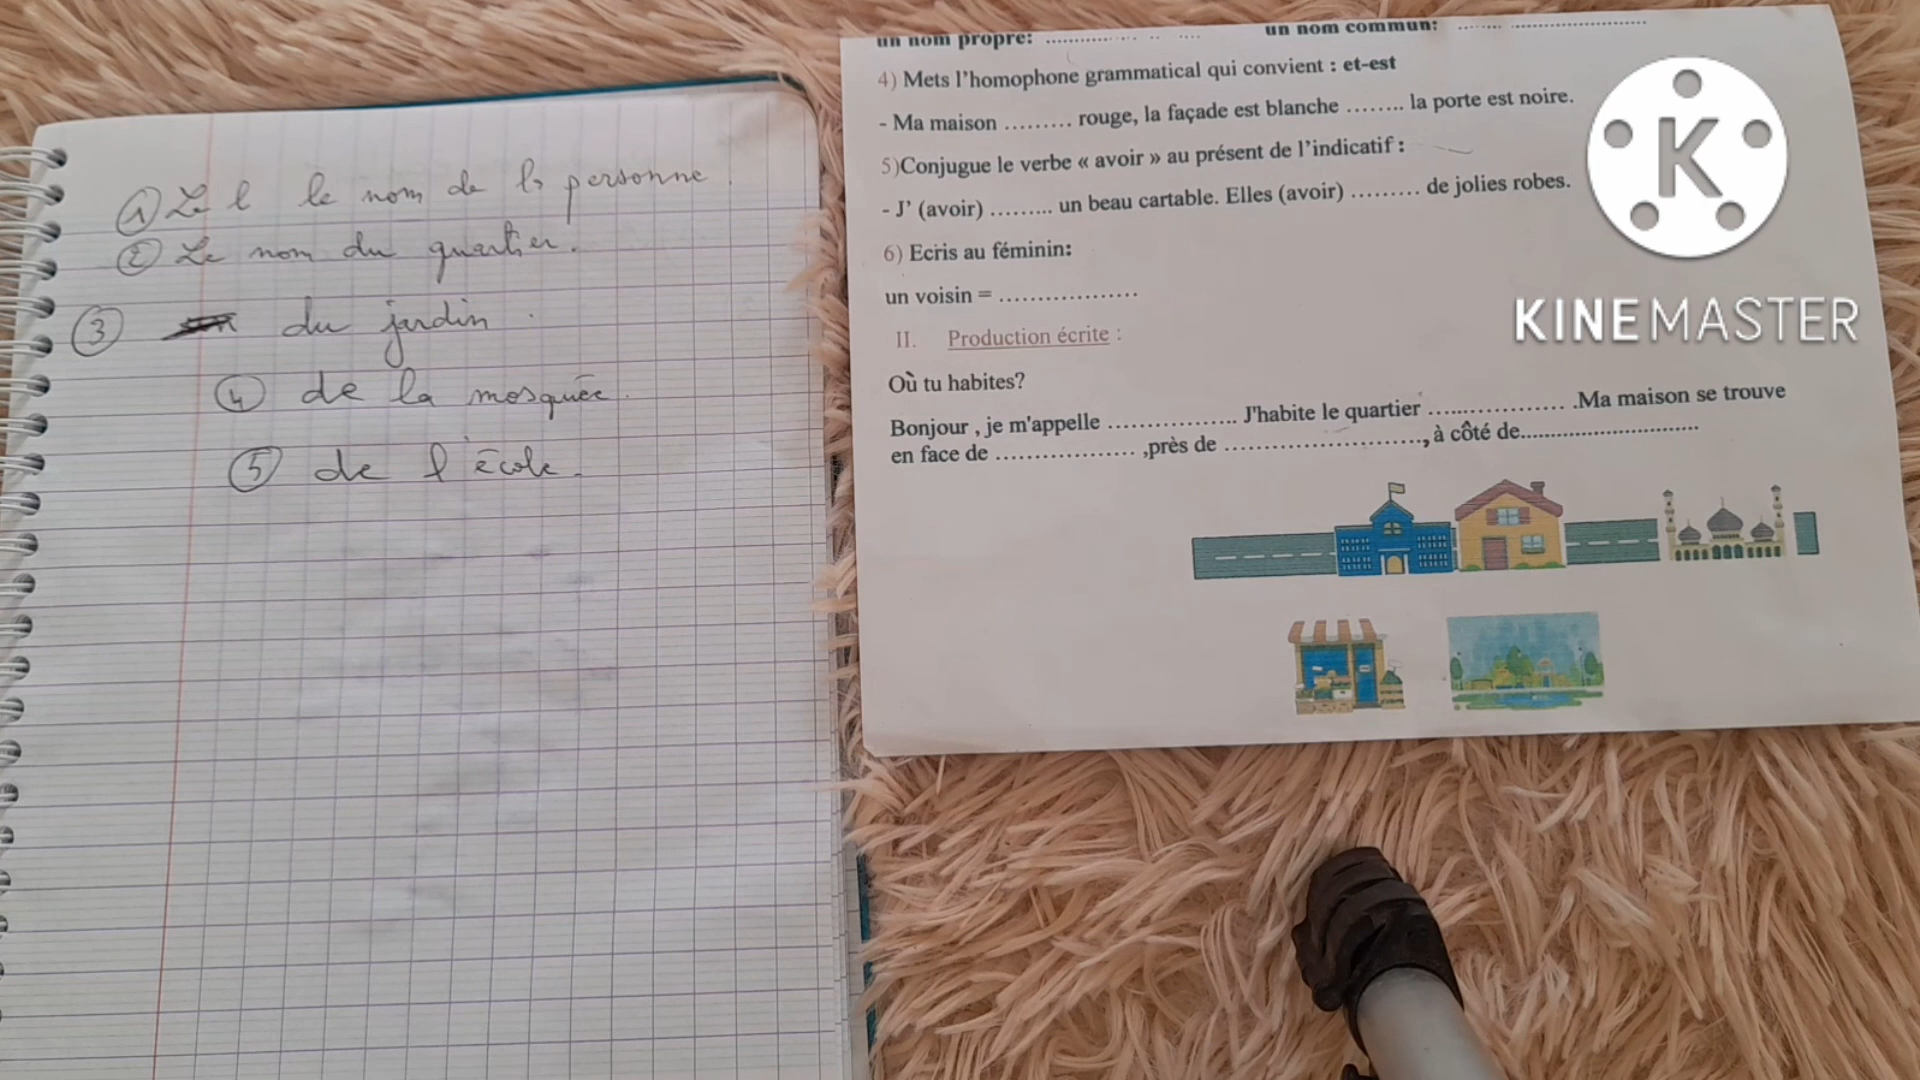 ① Le l le nom de la personne.
② Le nom du quartier.
③ du jardin.
④ de la mosquée.
⑤ de l'école.
un nom propre: .................. un nom commun: ..............................
4) Mets l'homophone grammatical qui convient : et-est
- Ma maison ......... rouge, la façade est blanche ........ la porte est noire.
5)Conjugue le verbe « avoir » au présent de l'indicatif :
- J' (avoir) ......... un beau cartable. Elles (avoir) ......... de jolies robes.
6) Ecris au féminin:
un voisin = ..................
II. Production écrite :
Où tu habites?
Bonjour , je m'appelle ................. J'habite le quartier .................. .Ma maison se trouve
en face de .................. ,près de .........................., à côté de..............................
K
KINEMASTER